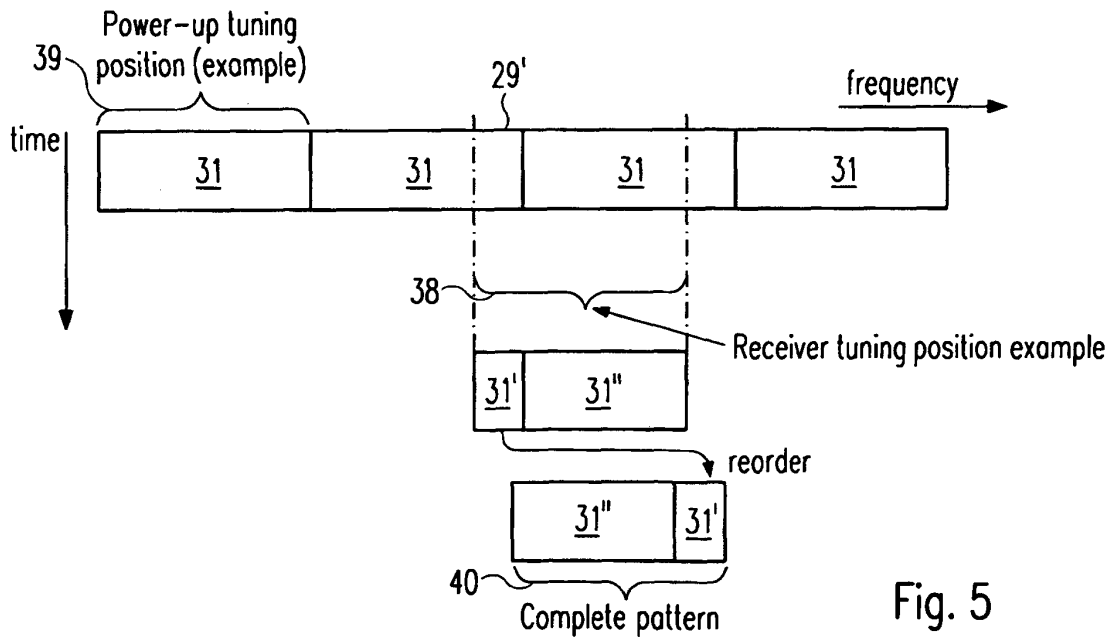 Power-up tuning
position (example)
39
29'
frequency
time
31 31 31 31
38
Receiver tuning position example
31' 31"
reorder
31" 31'
40
Complete pattern
Fig. 5